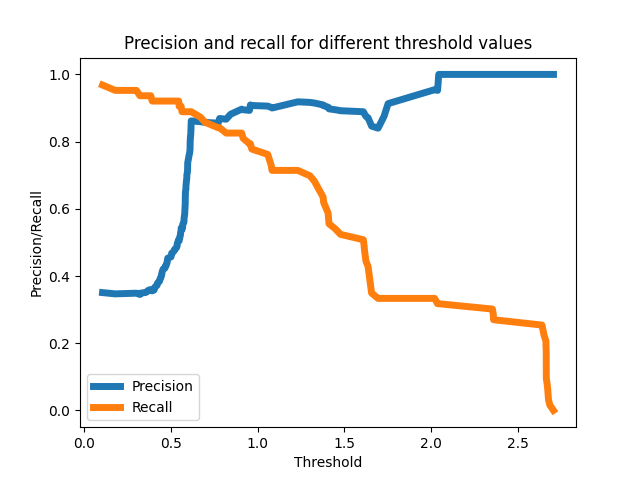 Precision and recall for different threshold values
1.0
0.8
0.6
0.4
0.2
0.0
Precision/Recall
Precision
Recall
0.0 0.5 1.0 1.5 2.0 2.5
Threshold